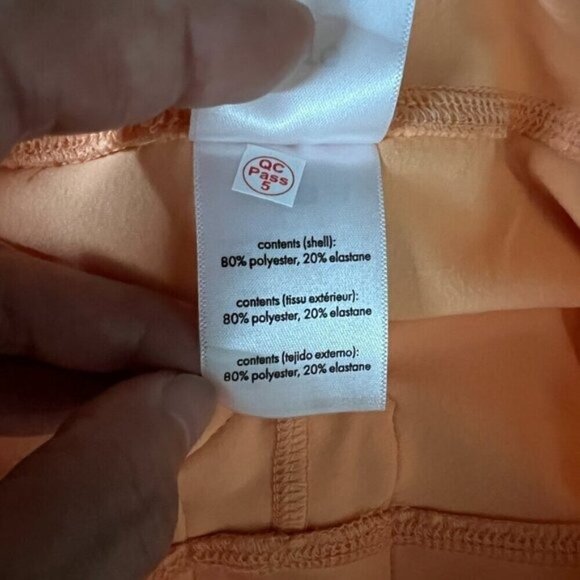 QC
Pass
5
contents (shell):
80% polyester, 20% elastane
contents (tissu extérieur):
80% polyester, 20% elastane
contents (tejido externo):
80% polyester, 20% elastane